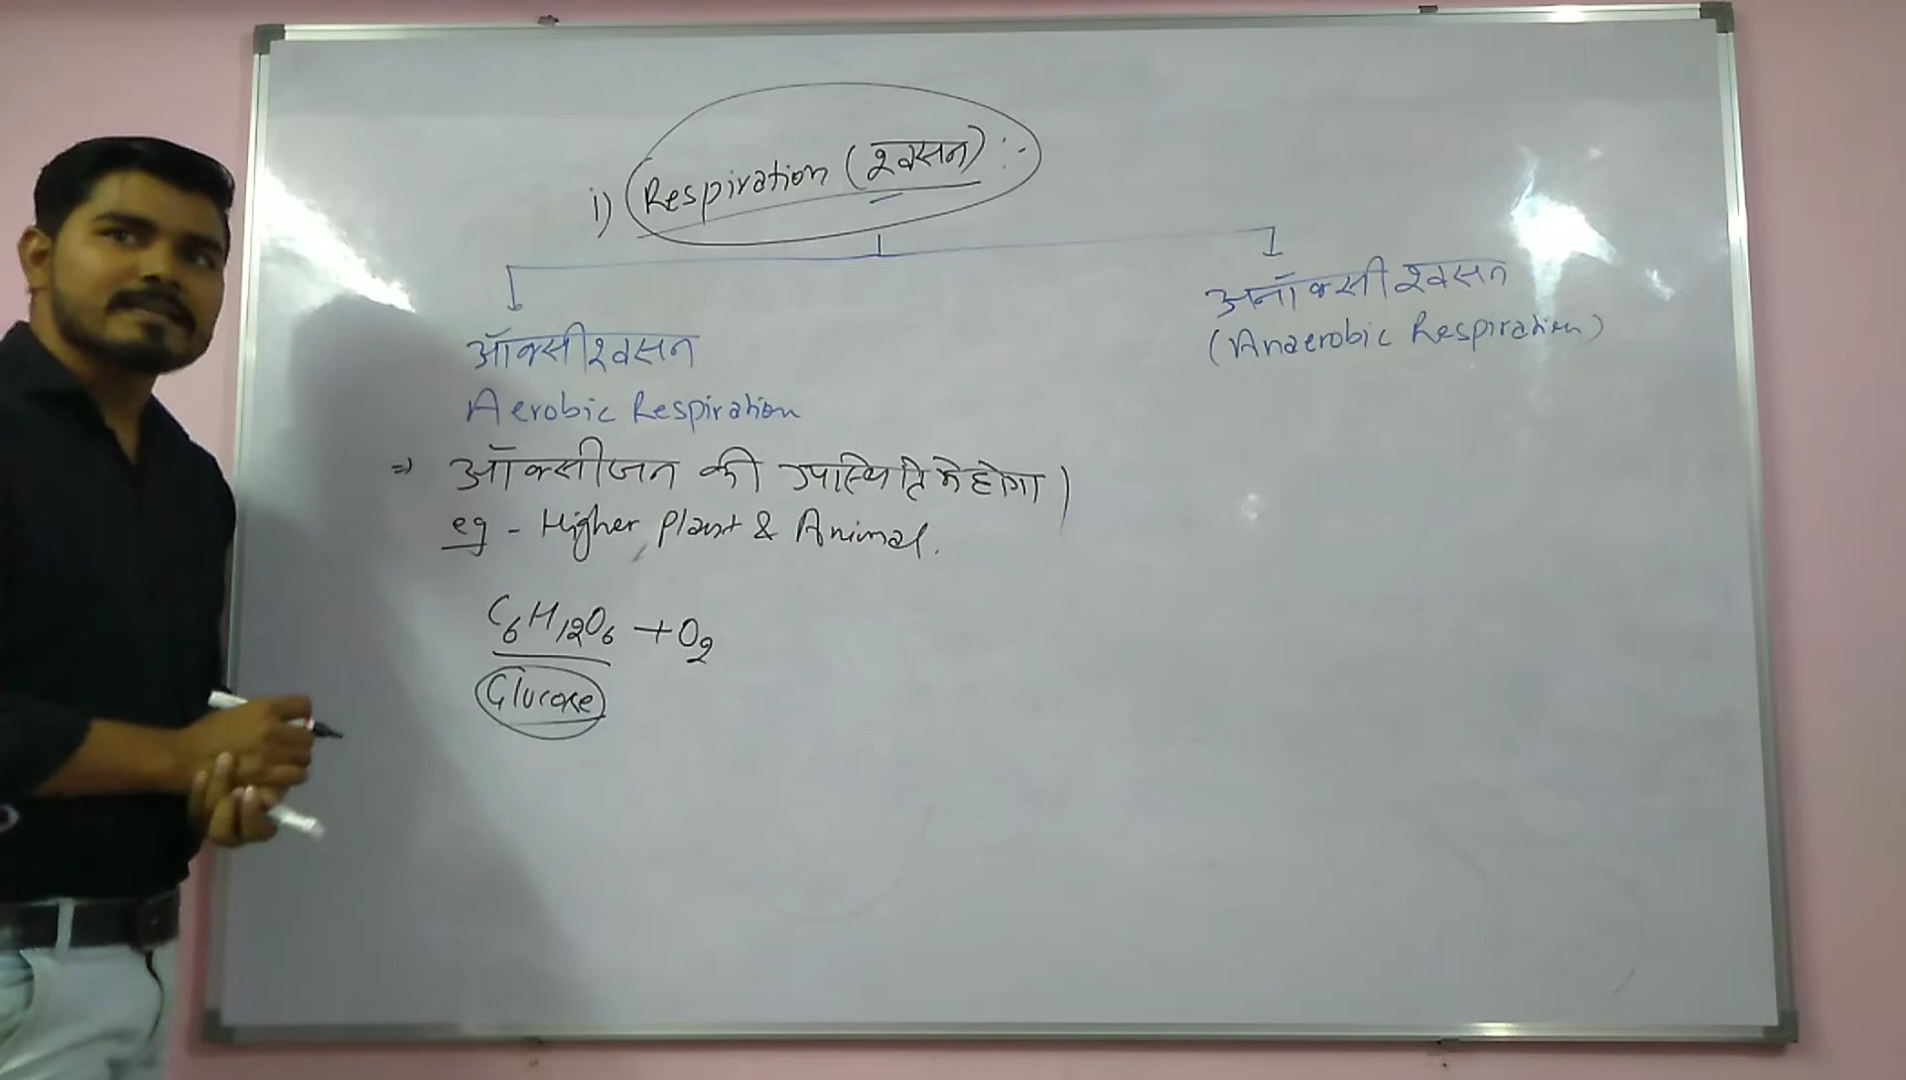 i) Respiration (श्वसन) :-
ऑक्सीश्वसन
Aerobic Respiration
अनॉक्सीश्वसन
(Anaerobic Respiration)
⇒ ऑक्सीजन की उपस्थिति मे होगा।
eg - Higher Plant & Animal.
C₆H₁₂O₆ + O₂
Glucose